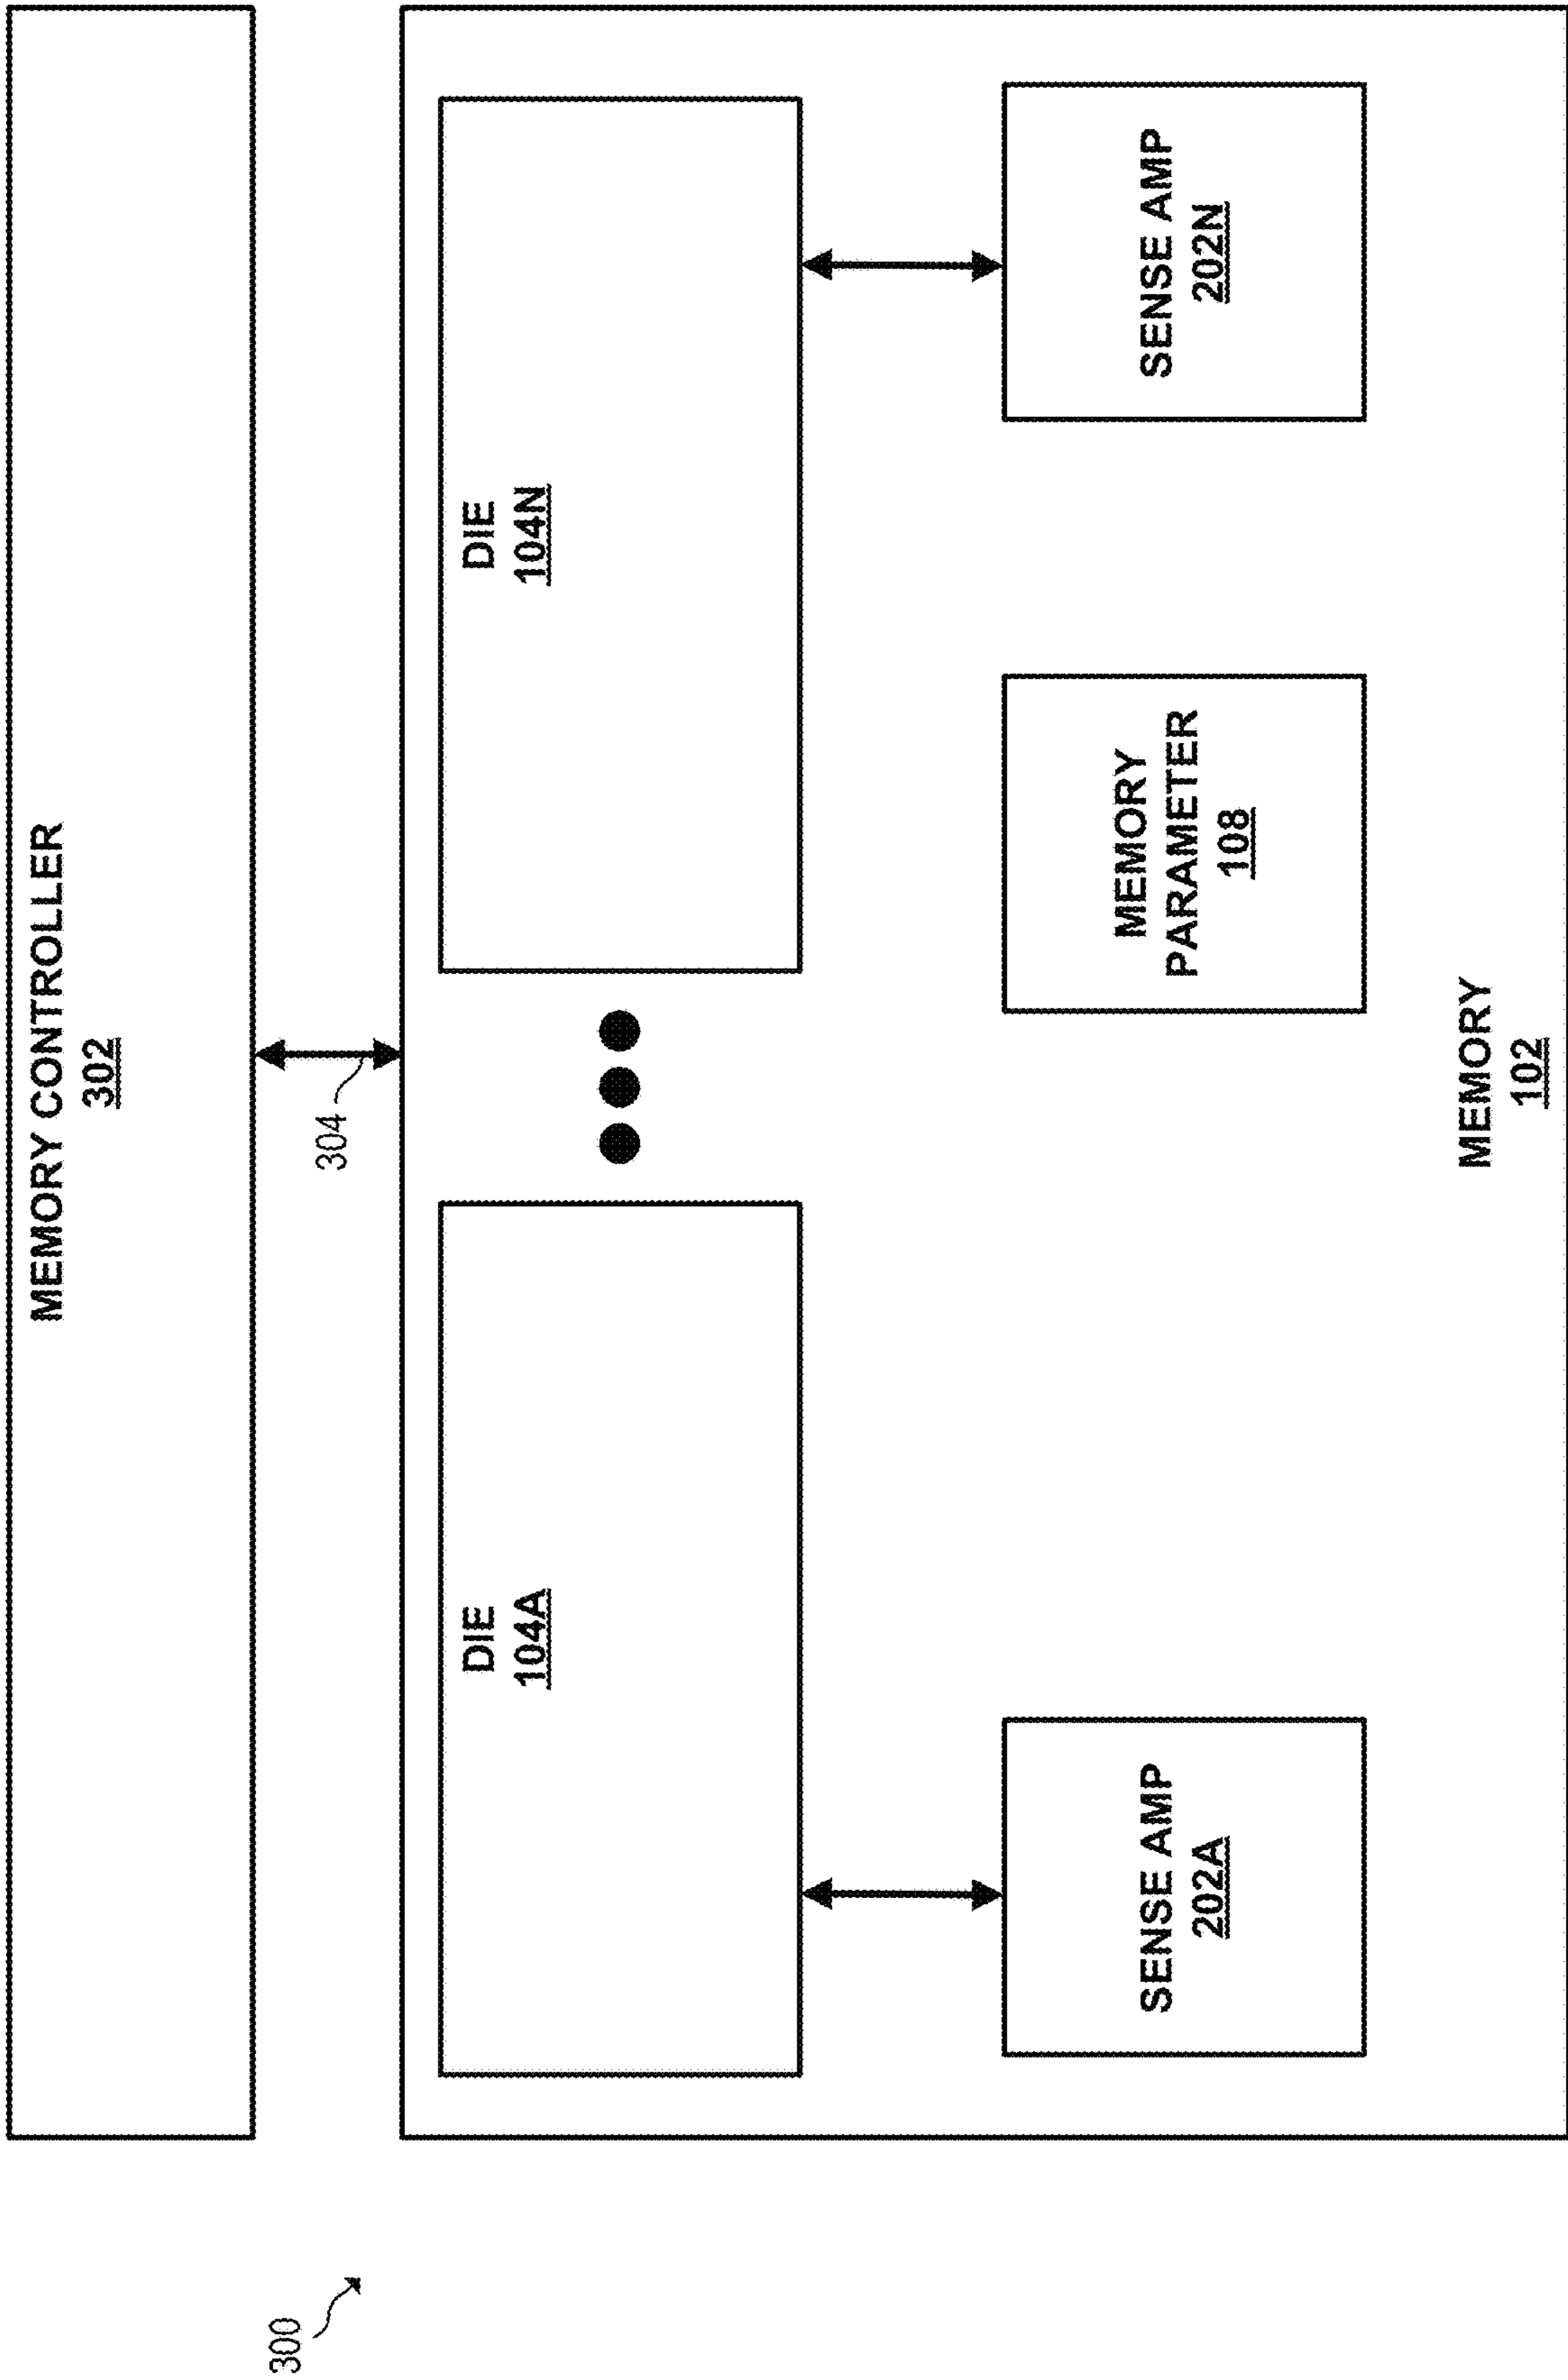 300
MEMORY CONTROLLER
302
304
DIE
104A
DIE
104N
SENSE AMP
202A
MEMORY
PARAMETER
108
SENSE AMP
202N
MEMORY
102